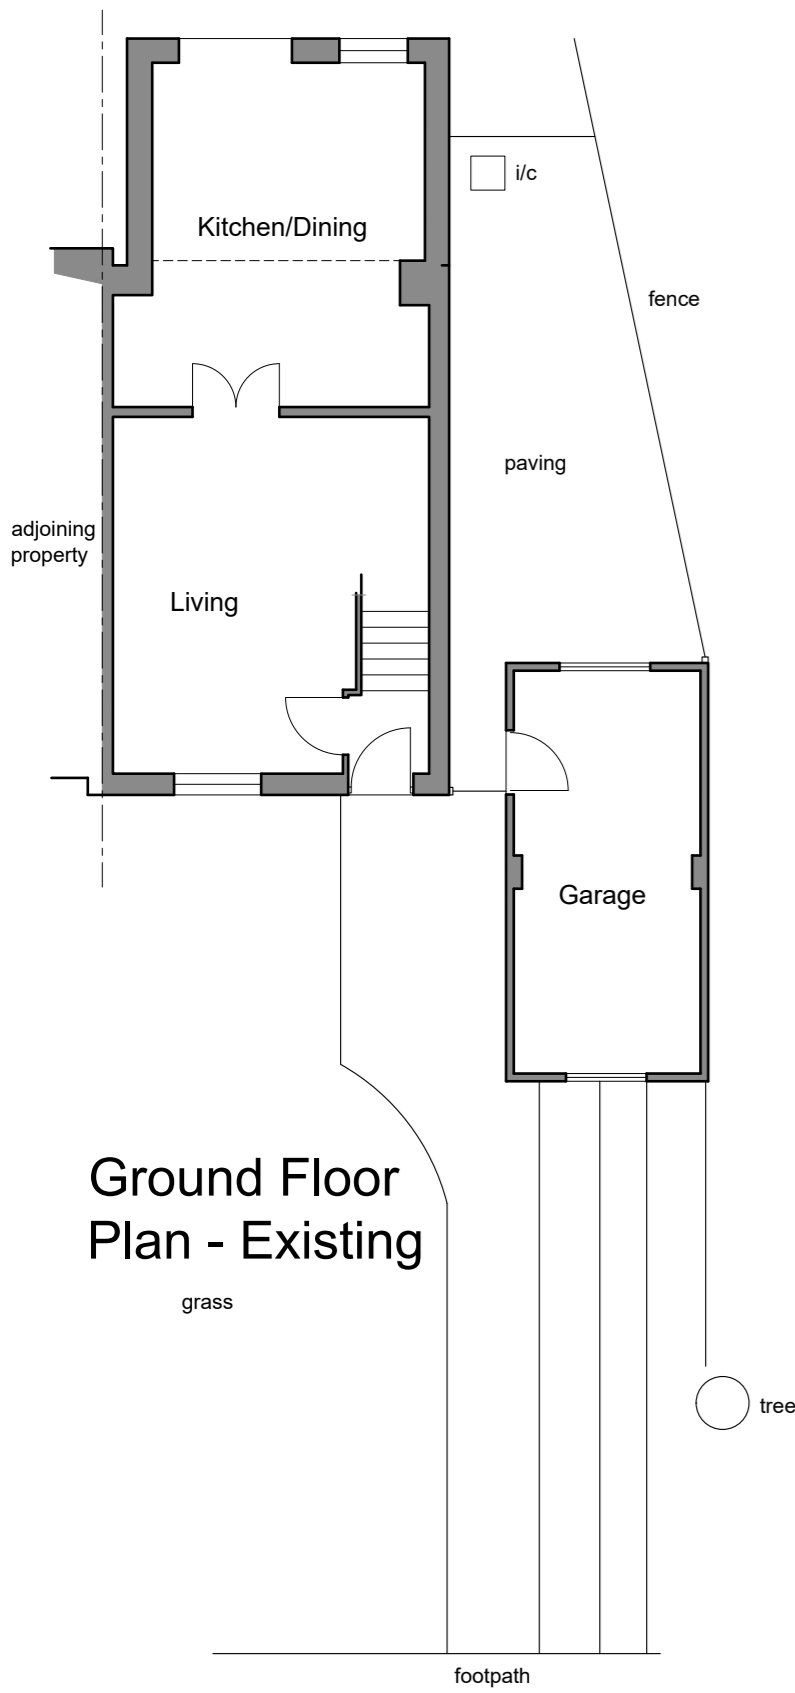 i/c
Kitchen/Dining
fence
paving
adjoining
property
Living
Garage
Ground Floor
Plan - Existing
grass
tree
footpath